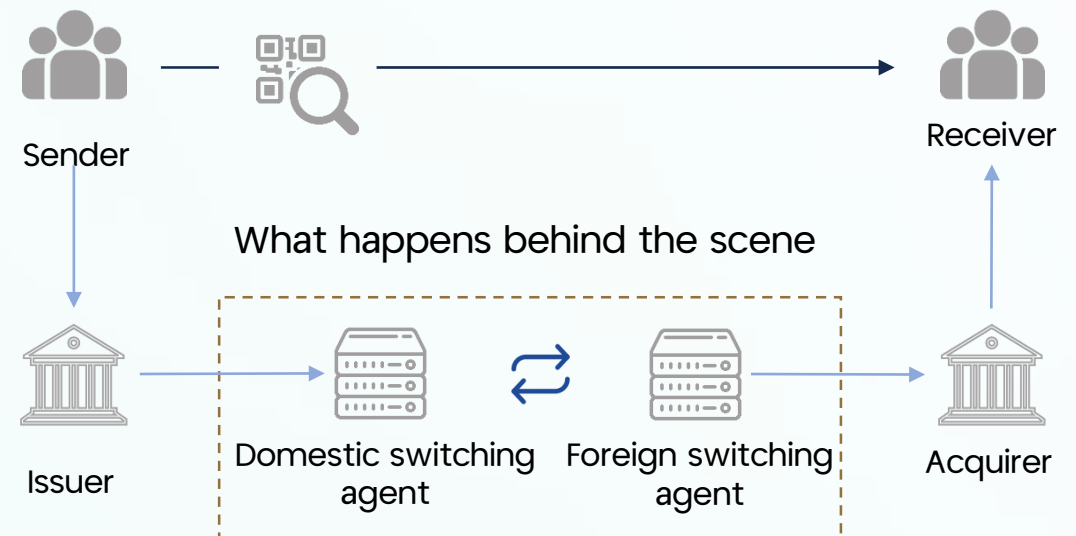 Sender
Receiver
What happens behind the scene
Domestic switching
agent
Foreign switching
agent
Issuer
Acquirer